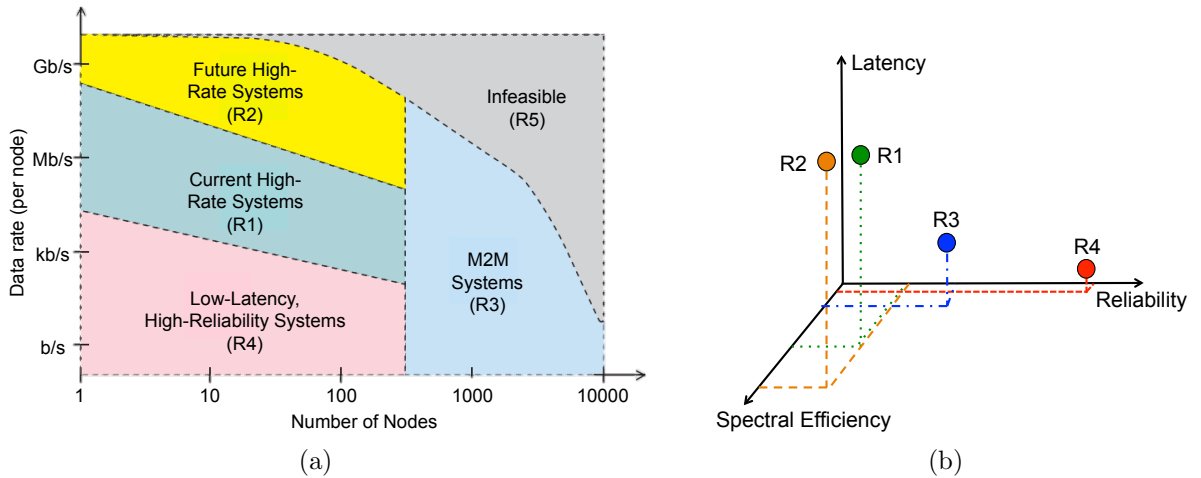 Data rate (per node)
Gb/s
Mb/s
kb/s
b/s
Future High-
Rate Systems
(R2)
Infeasible
(R5)
Current High-
Rate Systems
(R1)
M2M
Systems
(R3)
Low-Latency,
High-Reliability Systems
(R4)
1
10
100
1000
10000
Number of Nodes
(a)
Latency
R2
R1
R3
R4
Reliability
Spectral Efficiency
(b)